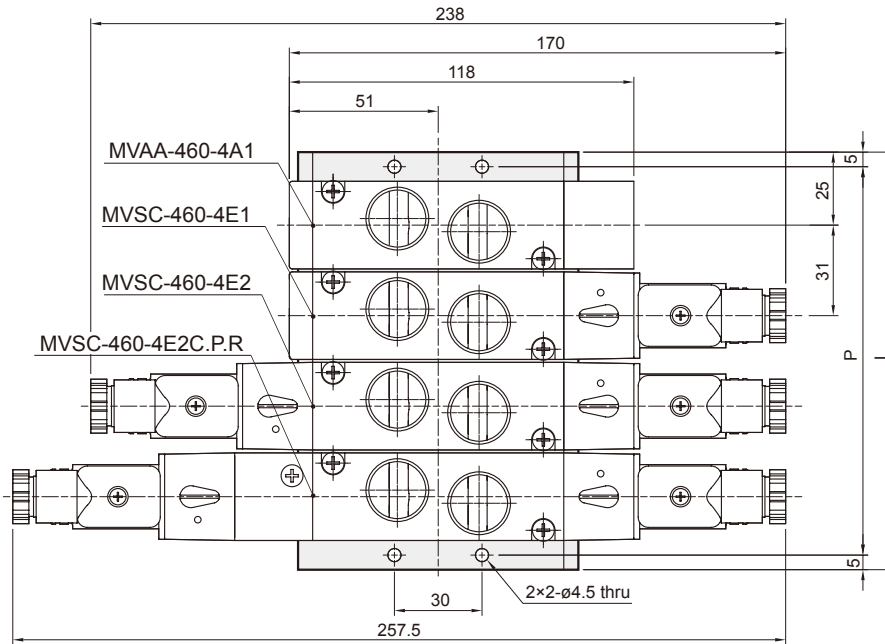 238
170
118
51
MVAA-460-4A1
MVSC-460-4E1
MVSC-460-4E2
MVSC-460-4E2C.P.R
5
25
31
P
L
5
2×2-ø4.5 thru
30
257.5